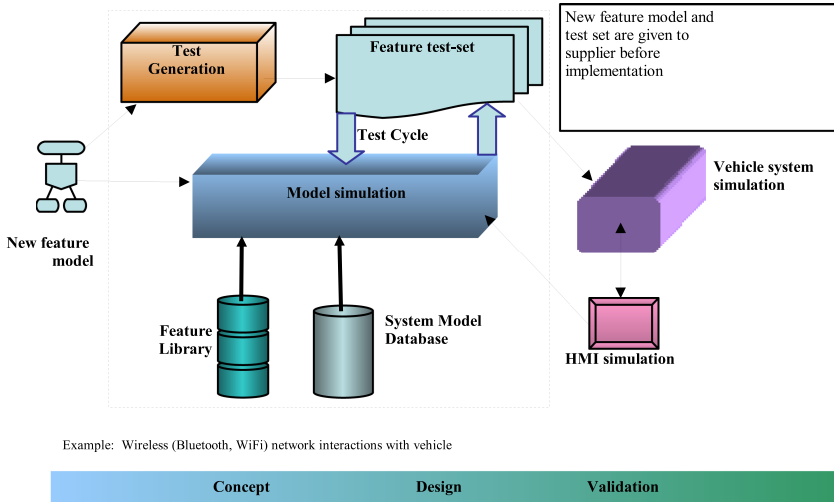 New feature model and
test set are given to
supplier before
implementation
Test
Generation
Feature test-set
Test Cycle
Model simulation
Vehicle system
simulation
New feature
model
Feature
Library
System Model
Database
HMI simulation
Example:  Wireless (Bluetooth, WiFi) network interactions with vehicle
Concept
Design
Validation